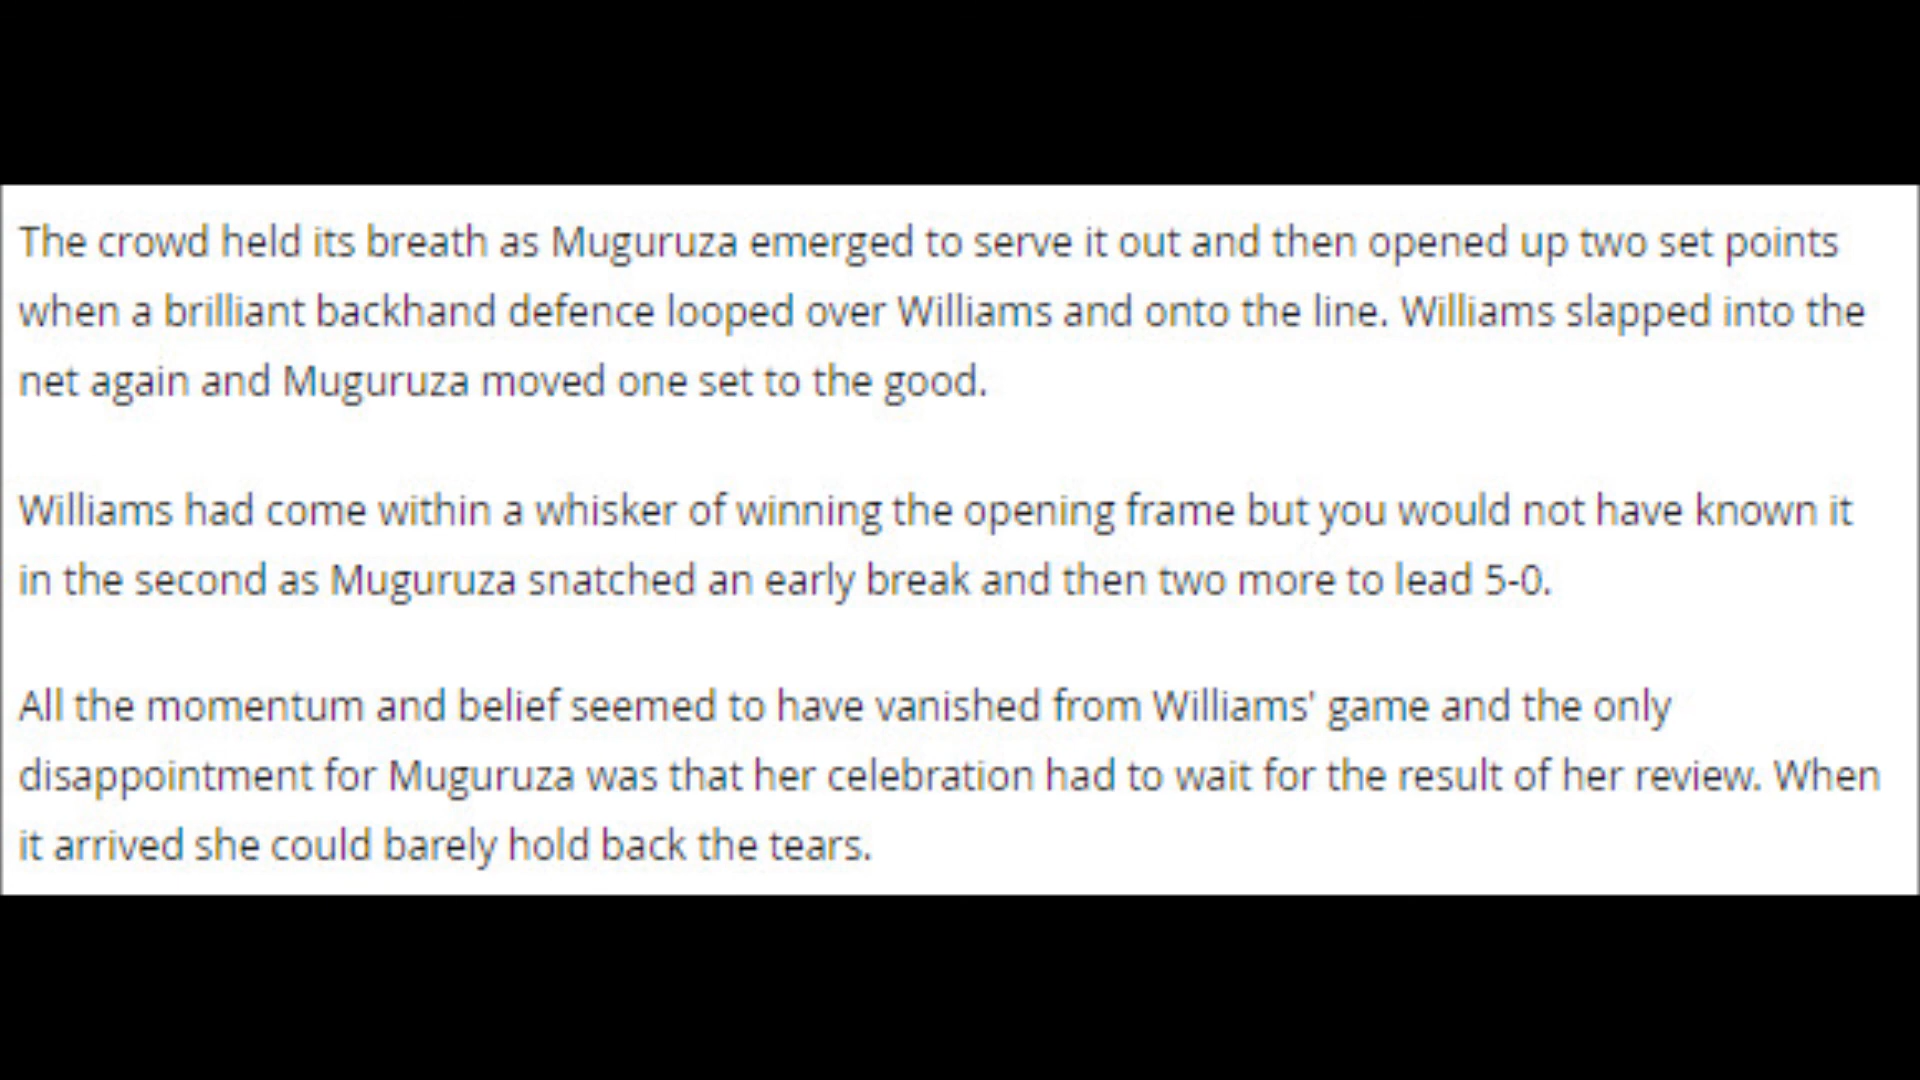 The crowd held its breath as Muguruza emerged to serve it out and then opened up two set points
when a brilliant backhand defence looped over Williams and onto the line. Williams slapped into the
net again and Muguruza moved one set to the good.
Williams had come within a whisker of winning the opening frame but you would not have known it
in the second as Muguruza snatched an early break and then two more to lead 5-0.
All the momentum and belief seemed to have vanished from Williams' game and the only
disappointment for Muguruza was that her celebration had to wait for the result of her review. When
it arrived she could barely hold back the tears.